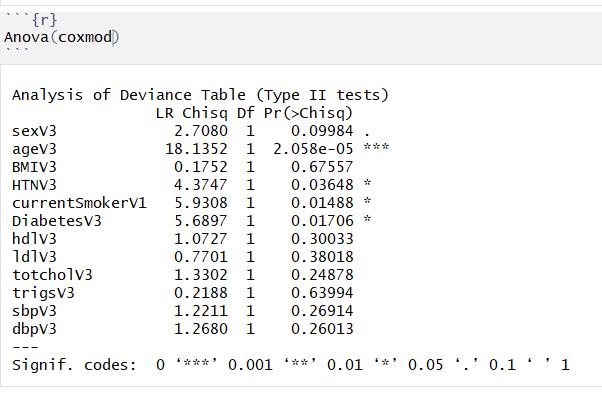 ```{r}
Anova(coxmod)
```
Analysis of Deviance Table (Type II tests)
LR Chisq Df Pr(>Chisq)
sexV3 2.7080 1 0.09984 .
ageV3 18.1352 1 2.058e-05 ***
BMIV3 0.1752 1 0.67557
HTNV3 4.3747 1 0.03648 *
currentSmokerV1 5.9308 1 0.01488 *
DiabetesV3 5.6897 1 0.01706 *
hdlV3 1.0727 1 0.30033
ldlV3 0.7701 1 0.38018
totcholV3 1.3302 1 0.24878
trigsV3 0.2188 1 0.63994
sbpV3 1.2211 1 0.26914
dbpV3 1.2680 1 0.26013
---
Signif. codes: 0 ‘***’ 0.001 ‘**’ 0.01 ‘*’ 0.05 ‘.’ 0.1 ‘ ’ 1